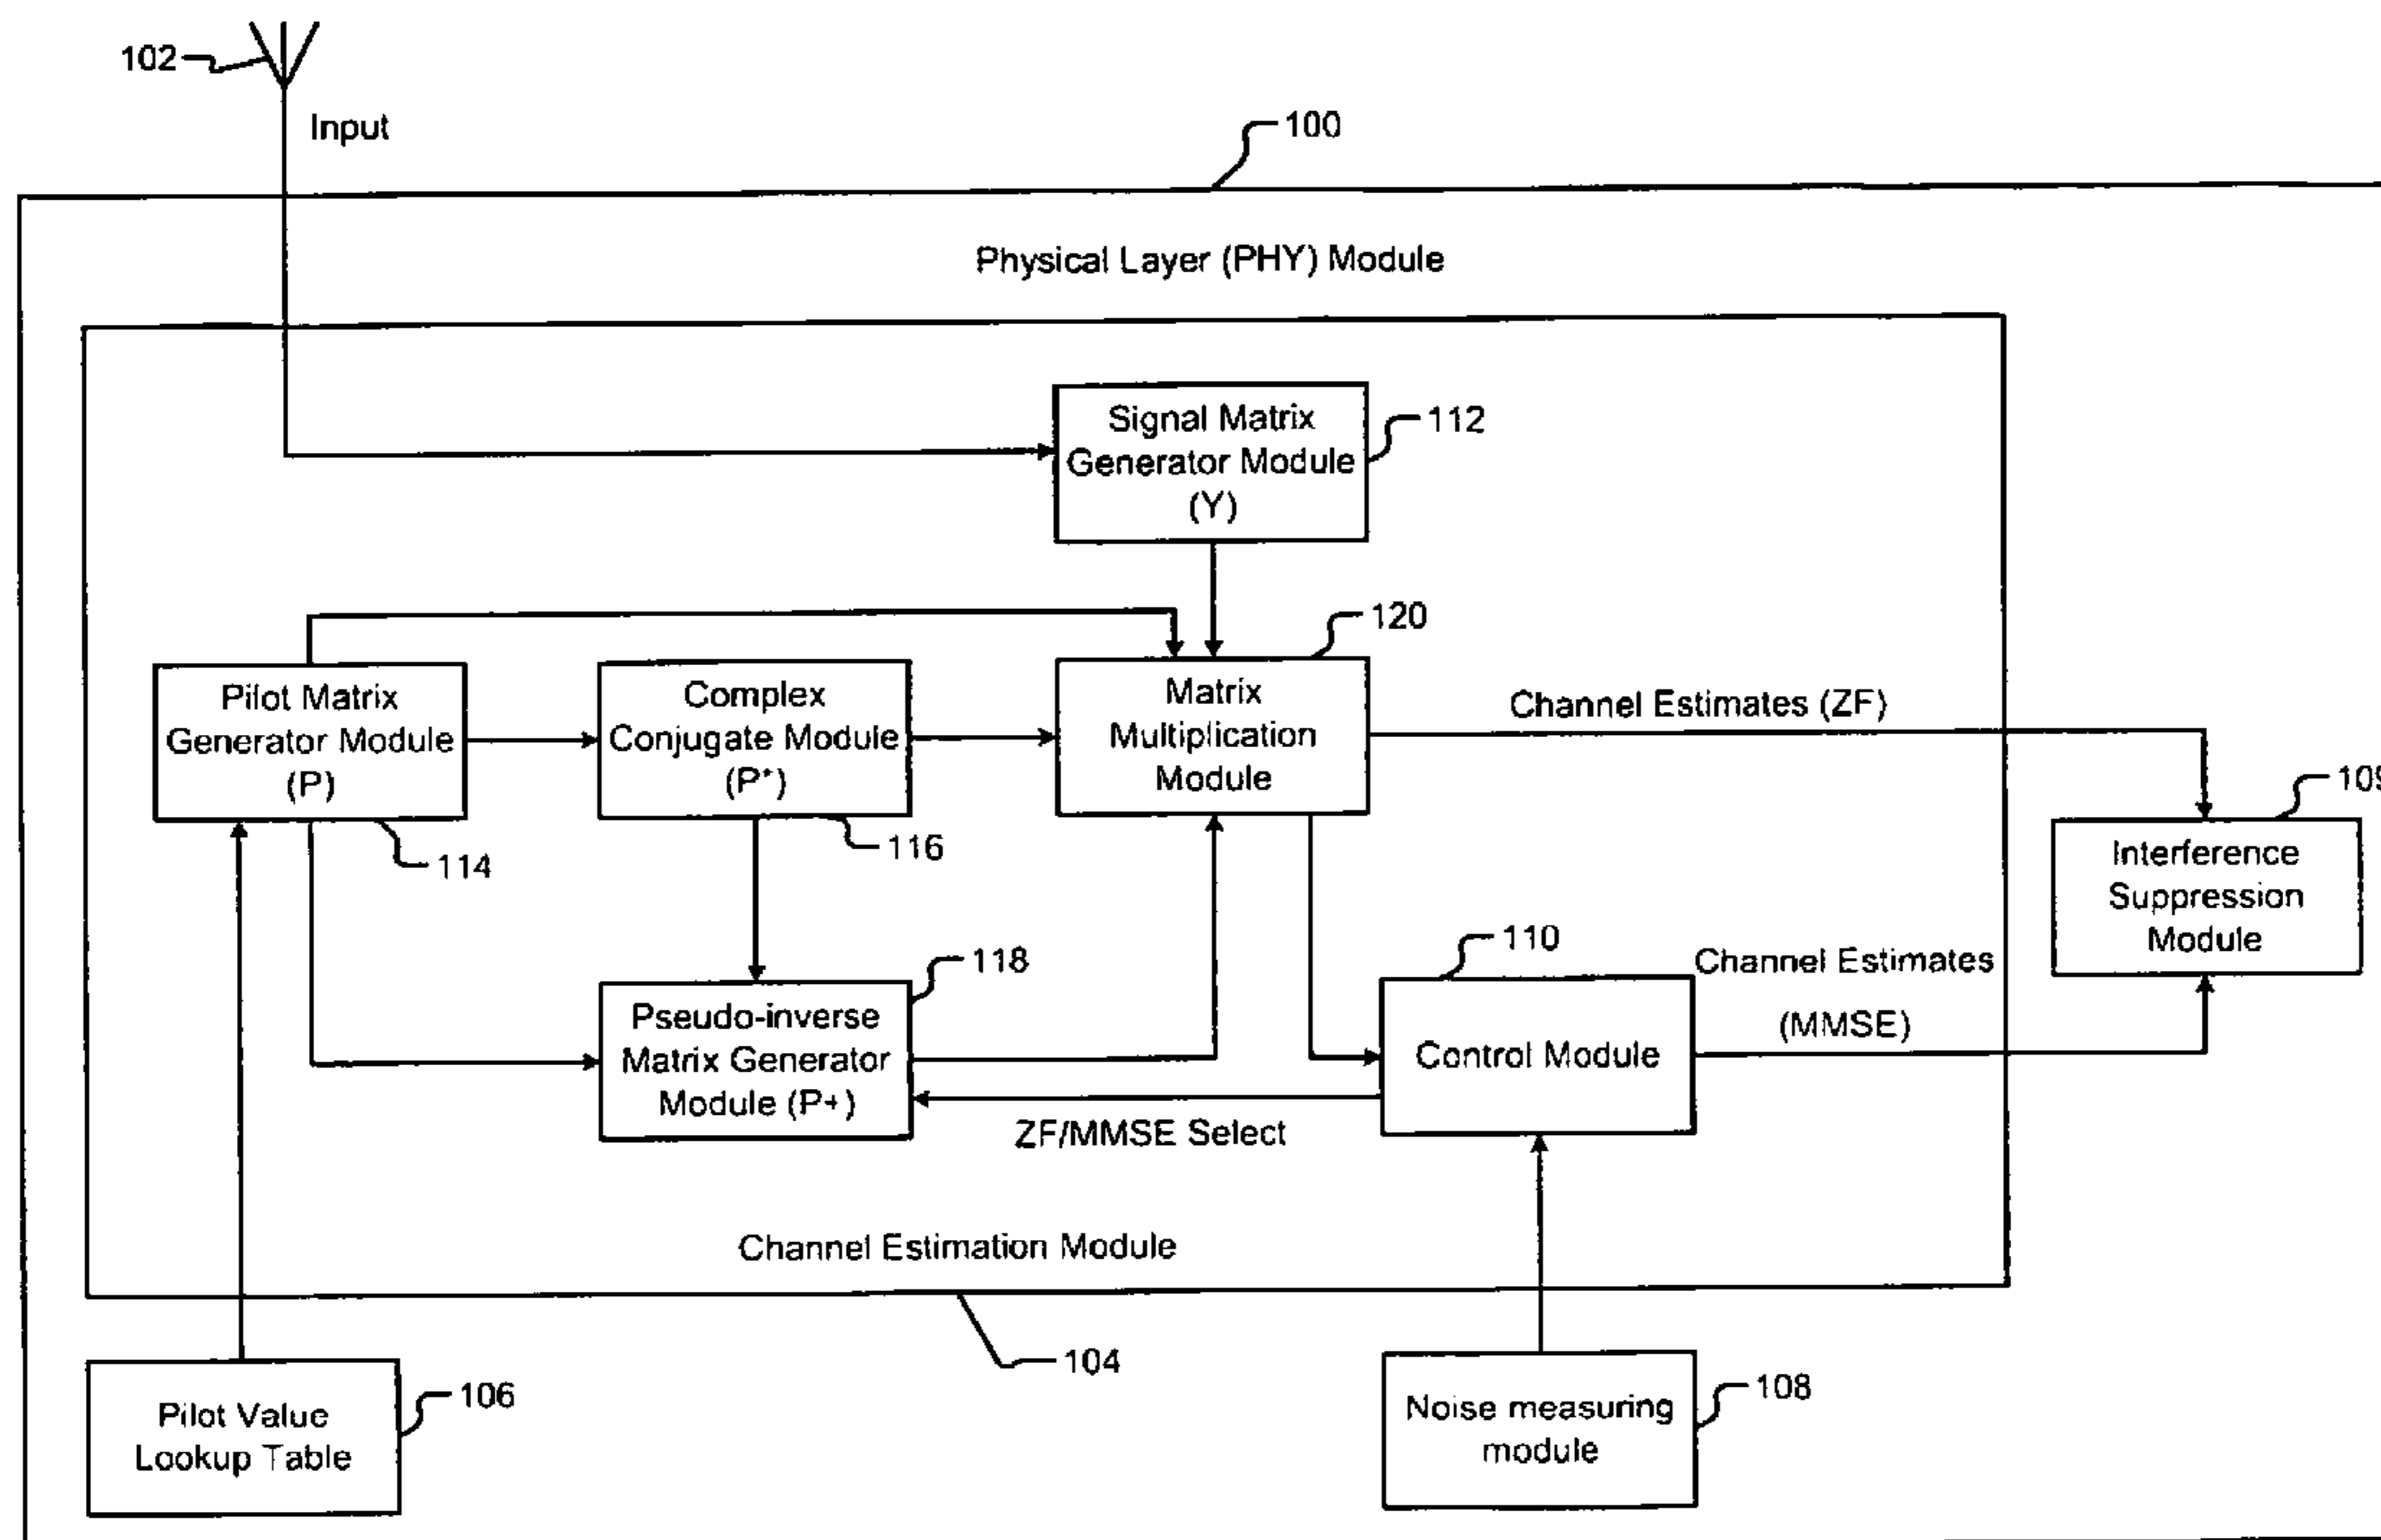 102
Input
100
Physical Layer (PHY) Module
Signal Matrix
Generator Module
(Y)
112
120
Pilot Matrix
Generator Module
(P)
114
Complex
Conjugate Module
(P*)
116
Matrix
Multiplication
Module
Channel Estimates (ZF)
Interference
Suppression
Module
118
Pseudo-inverse
Matrix Generator
Module (P+)
110
Control Module
Channel Estimates
(MMSE)
ZF/MMSE Select
Channel Estimation Module
104
Pilot Value
Lookup Table
106
Noise measuring
module
108